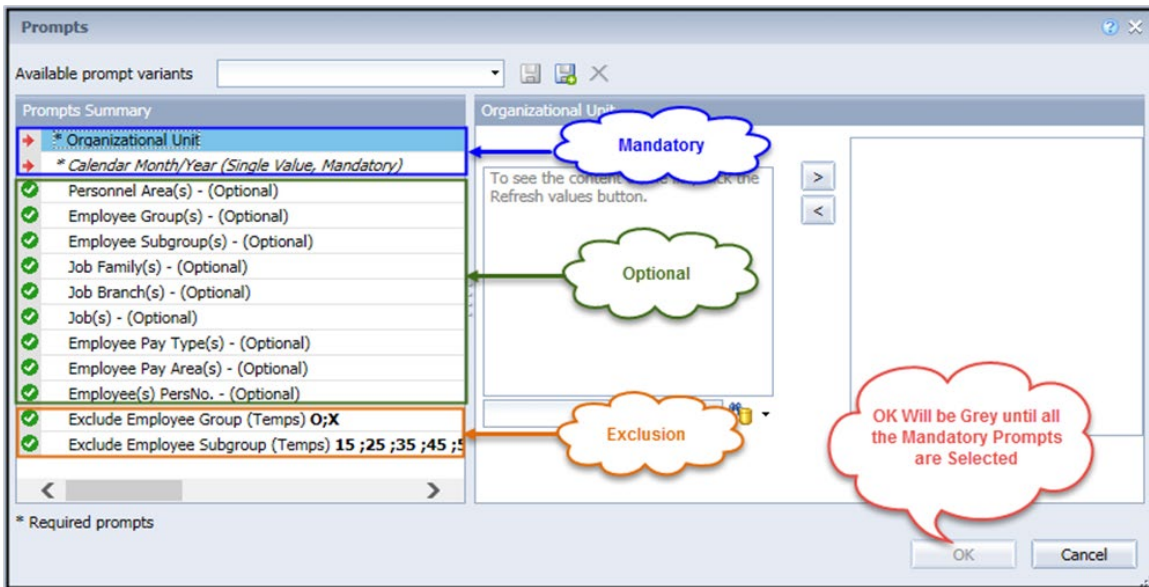 Prompts
Available prompt variants
Prompts Summary
Organizational Unit
* Organizational Unit
* Calendar Month/Year (Single Value, Mandatory)
Personnel Area(s) - (Optional)
Employee Group(s) - (Optional)
Employee Subgroup(s) - (Optional)
Job Family(s) - (Optional)
Job Branch(s) - (Optional)
Job(s) - (Optional)
Employee Pay Type(s) - (Optional)
Employee Pay Area(s) - (Optional)
Employee(s) PersNo. - (Optional)
Exclude Employee Group (Temps) O;X
Exclude Employee Subgroup (Temps) 15 ;25 ;35 ;45 ;
Mandatory
To see the content the
Refresh values button.
Optional
Exclusion
> 
<
OK Will be Grey until all
the Mandatory Prompts
are Selected
* Required prompts
OK
Cancel